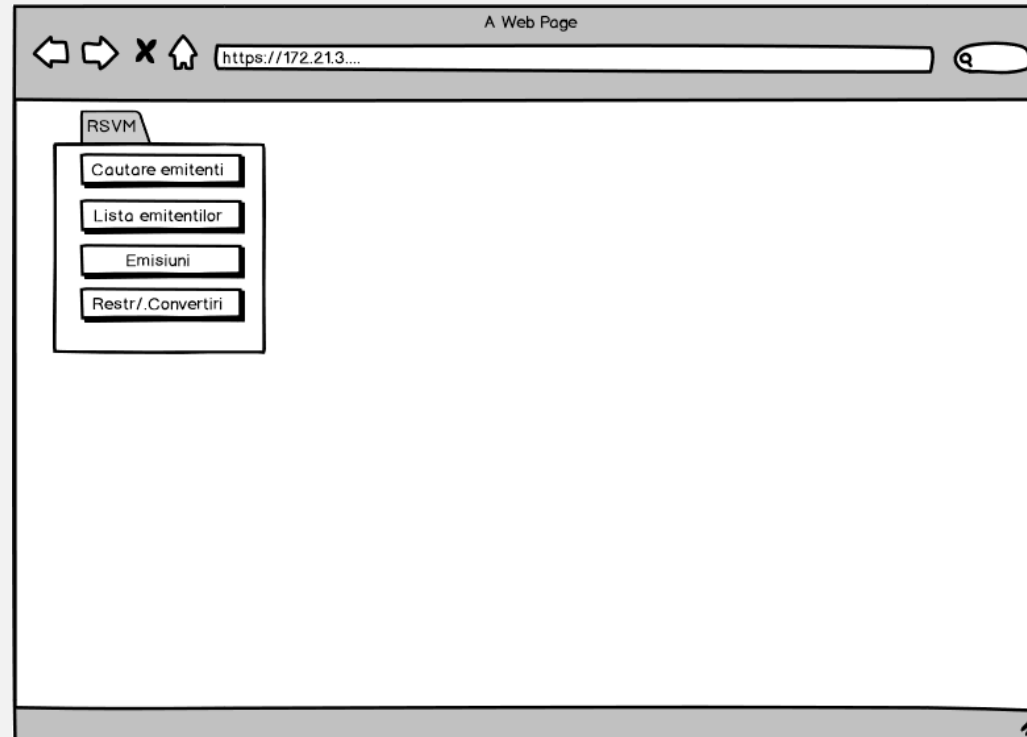 A Web Page
https://172.21.3....
RSVM
Cautare emitenti
Lista emitentilor
Emisiuni
Restr/.Convertiri